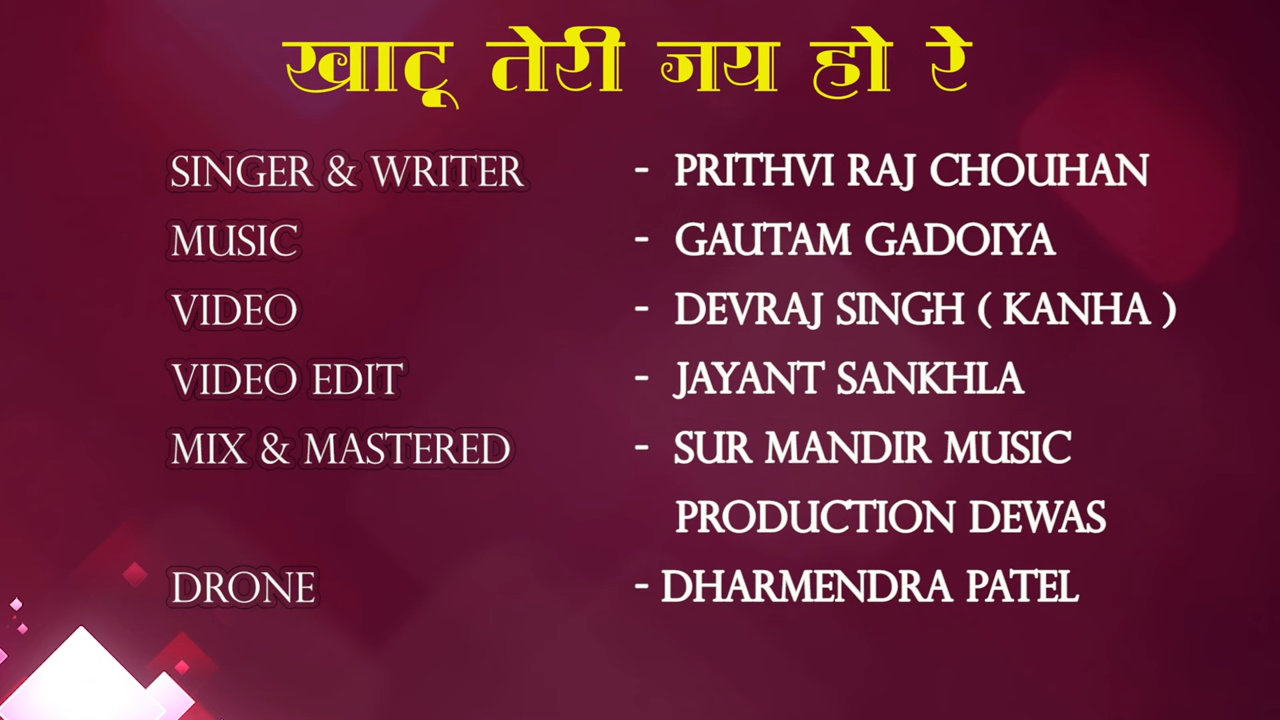 खाटू तेरी जय हो रे
SINGER & WRITER - PRITHVI RAJ CHOUHAN
MUSIC - GAUTAM GADOIYA
VIDEO - DEVRAJ SINGH ( KANHA )
VIDEO EDIT - JAYANT SANKHLA
MIX & MASTERED - SUR MANDIR MUSIC
PRODUCTION DEWAS
DRONE - DHARMENDRA PATEL